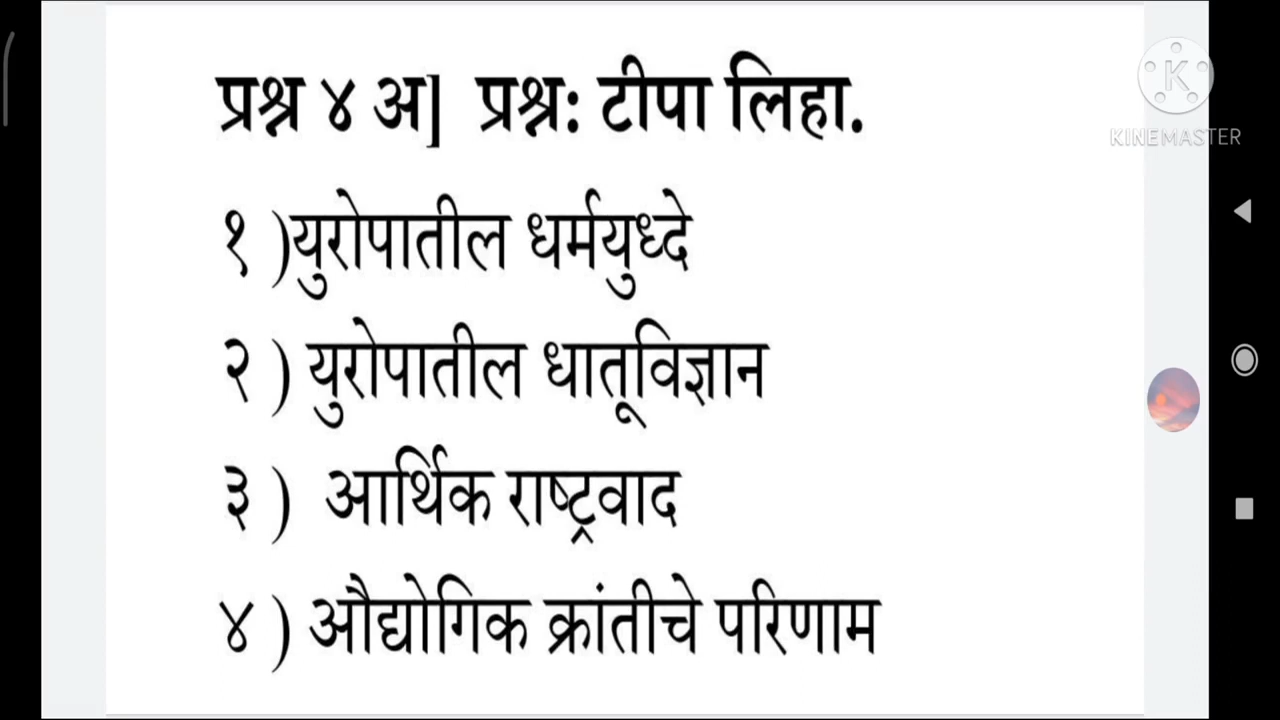 प्रश्न ४ अ] प्रश्न: टीपा लिहा.
१ )युरोपातील धर्मयुध्दे
२ ) युरोपातील धातूविज्ञान
३ ) आर्थिक राष्ट्रवाद
४ ) औद्योगिक क्रांतीचे परिणाम
K
KINEMASTER